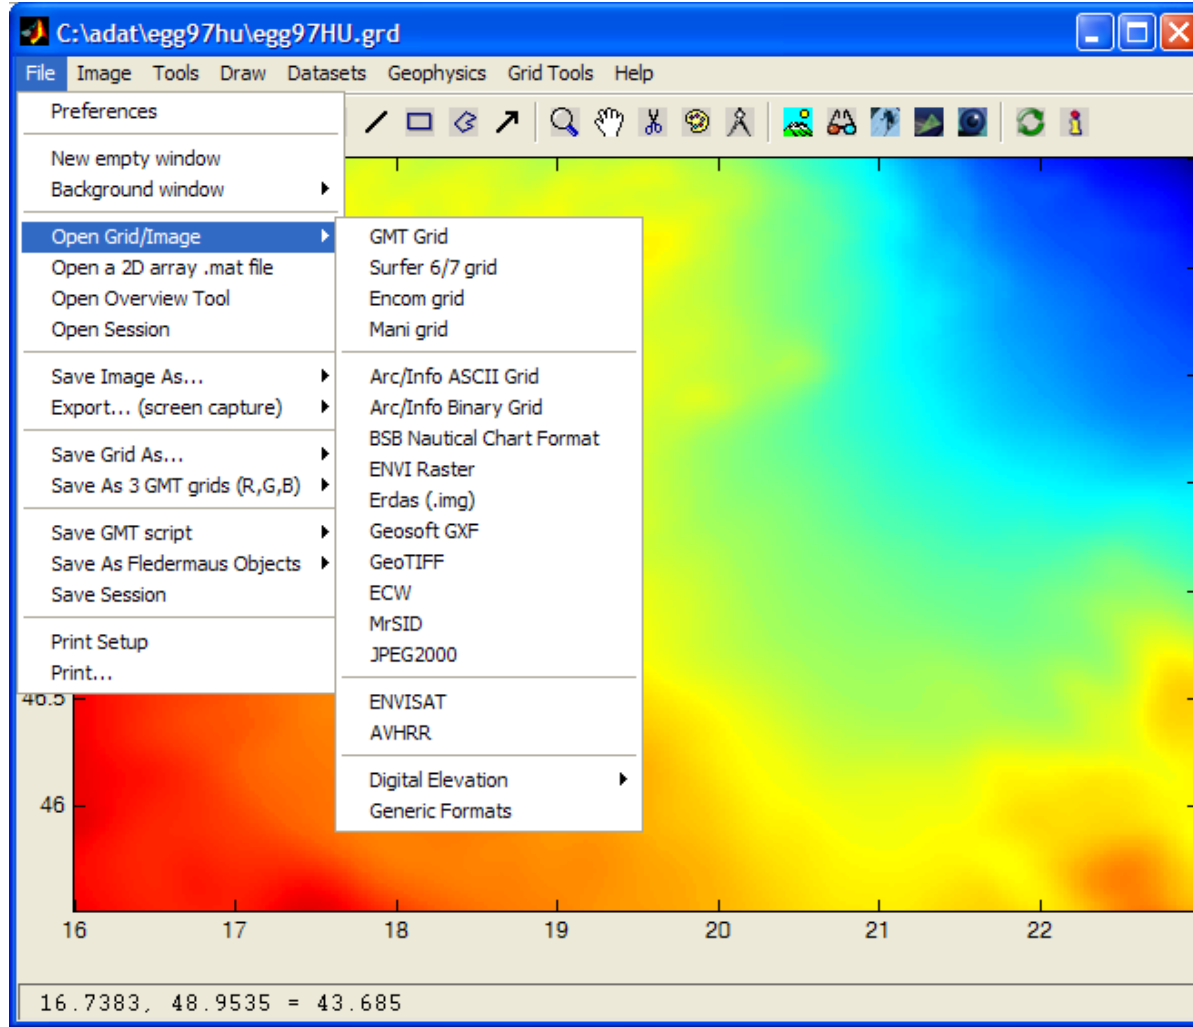 C:\adat\egg97hu\egg97HU.grd
File Image Tools Draw Datasets Geophysics Grid Tools Help
Preferences
New empty window
Background window
Open Grid/Image
Open a 2D array .mat file
Open Overview Tool
Open Session
Save Image As...
Export... (screen capture)
Save Grid As...
Save As 3 GMT grids (R,G,B)
Save GMT script
Save As Fledermaus Objects
Save Session
Print Setup
Print...
GMT Grid
Surfer 6/7 grid
Encom grid
Mani grid
Arc/Info ASCII Grid
Arc/Info Binary Grid
BSB Nautical Chart Format
ENVI Raster
Erdas (.img)
Geosoft GXF
GeoTIFF
ECW
MrSID
JPEG2000
ENVISAT
AVHRR
Digital Elevation
Generic Formats
46.5
46
16 17 18 19 20 21 22
16.7383, 48.9535 = 43.685